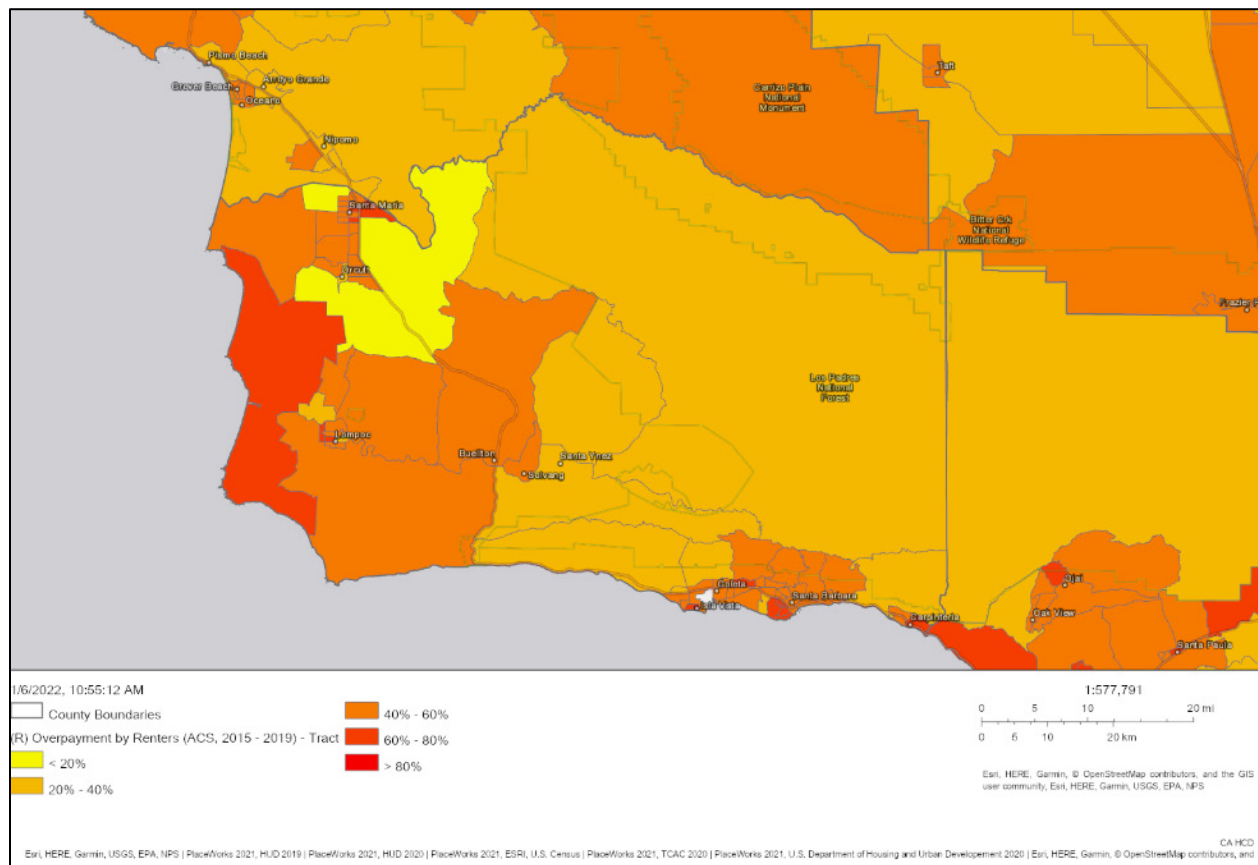 Pismo Beach
Arroyo Grande
Grover Beach
Oceano
Nipomo
Santa Maria
Orcutt
Carrizo Plain
National
Monument
Taft
Bitter Crk
National
Wildlife Refuge
Frazier P
Los Padres
National
Forest
Lompoc
Buellton
Solvang
Santa Ynez
Goleta
Isla Vista
Santa Barbara
Carpinteria
Ojai
Oak View
Santa Paula
1/6/2022, 10:55:12 AM
County Boundaries
(R) Overpayment by Renters (ACS, 2015 - 2019) - Tract
< 20%
20% - 40%
40% - 60%
60% - 80%
> 80%
1:577,791
0 5 10 20 mi
0 5 10 20 km
Esri, HERE, Garmin, © OpenStreetMap contributors, and the GIS
user community, Esri, HERE, Garmin, USGS, EPA, NPS
CA HCD
Esri, HERE, Garmin, USGS, EPA, NPS | PlaceWorks 2021, HUD 2019 | PlaceWorks 2021, HUD 2020 | PlaceWorks 2021, ESRI, U.S. Census | PlaceWorks 2021, TCAC 2020 | PlaceWorks 2021, U.S. Department of Housing and Urban Developement 2020 | Esri, HERE, Garmin, © OpenStreetMap contributors, and